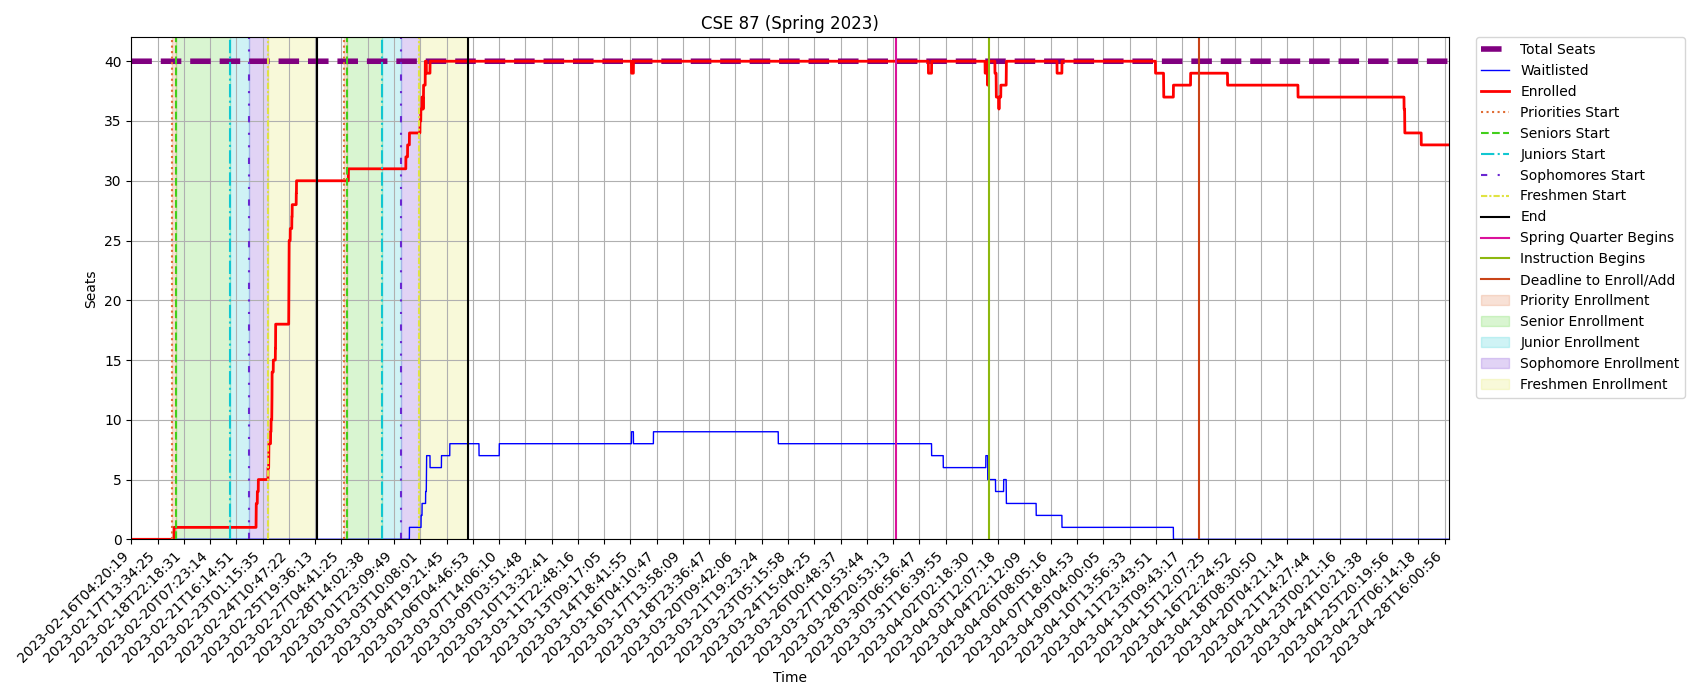 CSE 87 (Spring 2023)
Seats
40
35
30
25
20
15
10
5
0
Total Seats
Waitlisted
Enrolled
Priorities Start
Seniors Start
Juniors Start
Sophomores Start
Freshmen Start
End
Spring Quarter Begins
Instruction Begins
Deadline to Enroll/Add
Priority Enrollment
Senior Enrollment
Junior Enrollment
Sophomore Enrollment
Freshmen Enrollment
2023-02-16T04:20:19
2023-02-17T13:34:25
2023-02-18T22:18:31
2023-02-20T07:23:14
2023-02-21T16:14:51
2023-02-23T01:15:35
2023-02-24T10:47:22
2023-02-25T19:36:13
2023-02-27T04:41:25
2023-02-28T14:02:38
2023-03-01T23:09:49
2023-03-03T10:08:01
2023-03-04T19:21:45
2023-03-06T04:46:53
2023-03-07T14:06:10
2023-03-09T03:51:48
2023-03-10T13:32:41
2023-03-11T22:48:16
2023-03-13T09:17:05
2023-03-14T18:41:55
2023-03-16T04:10:47
2023-03-17T13:58:09
2023-03-18T23:36:47
2023-03-20T09:42:06
2023-03-21T19:23:24
2023-03-23T05:15:58
2023-03-24T15:04:25
2023-03-26T00:48:37
2023-03-27T10:53:44
2023-03-28T20:53:13
2023-03-30T06:56:47
2023-03-31T16:39:55
2023-04-02T02:18:30
2023-04-03T12:07:18
2023-04-04T22:12:09
2023-04-06T08:05:16
2023-04-07T18:04:53
2023-04-09T04:00:05
2023-04-10T13:56:33
2023-04-11T23:43:51
2023-04-13T09:43:17
2023-04-15T12:07:25
2023-04-16T22:24:52
2023-04-18T08:30:50
2023-04-20T04:21:14
2023-04-21T14:27:44
2023-04-23T00:21:16
2023-04-24T10:21:38
2023-04-25T20:19:56
2023-04-27T06:14:18
2023-04-28T16:00:56
Time